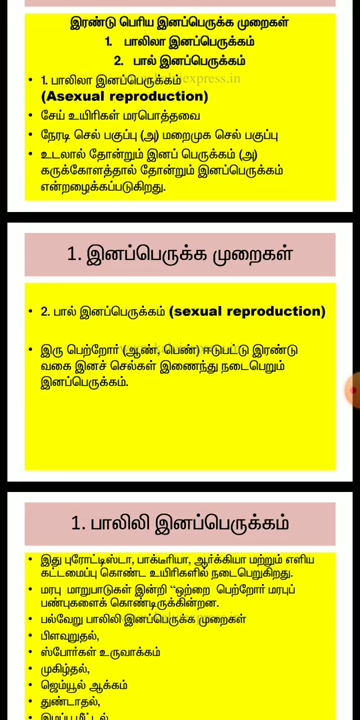 இரண்டு பெரிய இனப்பெருக்க முறைகள்
1. பாலிலா இனப்பெருக்கம்
2. பால் இனப்பெருக்கம்
• 1. பாலிலா இனப்பெருக்கம்
(Asexual reproduction)
• சேய் உயிரிகள் மரபொத்தவை
• நேரடி செல் பகுப்பு (அ) மறைமுக செல் பகுப்பு
• உடலால் தோன்றும் இனப் பெருக்கம் (அ)
கருக்கோளத்தால் தோன்றும் இனப்பெருக்கம்
என்றழைக்கப்படுகிறது.
1. இனப்பெருக்க முறைகள்
• 2. பால் இனப்பெருக்கம் (sexual reproduction)
• இரு பெற்றோர் (ஆண், பெண்) ஈடுபட்டு இரண்டு
வகை இனச் செல்கள் இணைந்து நடைபெறும்
இனப்பெருக்கம்.
1. பாலிலி இனப்பெருக்கம்
• இது புரோட்டிஸ்டா, பாக்டீரியா, ஆர்க்கியா மற்றும் எளிய
கட்டமைப்பு கொண்ட உயிரிகளில் நடைபெறுகிறது.
• மரபு மாறுபாடுகள் இன்றி “ஒற்றை பெற்றோர் மரபுப்
பண்புகளைக் கொண்டிருக்கின்றன.
• பல்வேறு பாலிலி இனப்பெருக்க முறைகள்
• பிளவுறுதல்,
• ஸ்போர்கள் உருவாக்கம்
• முகிழ்தல்,
• ஜெம்யூல் ஆக்கம்
• துண்டாதல்,
• இழப்பு மீட்டல்